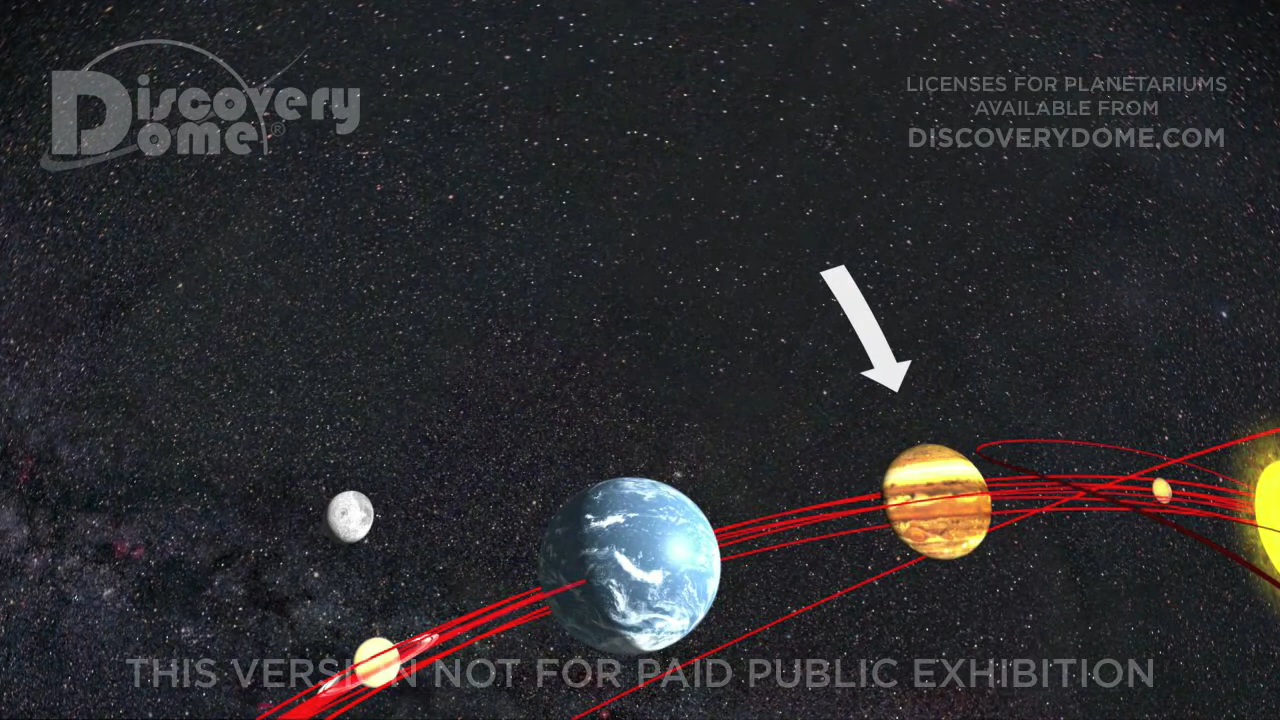 Discovery
Dome®
LICENSES FOR PLANETARIUMS
AVAILABLE FROM
DISCOVERYDOME.COM
THIS VERSION NOT FOR PAID PUBLIC EXHIBITION